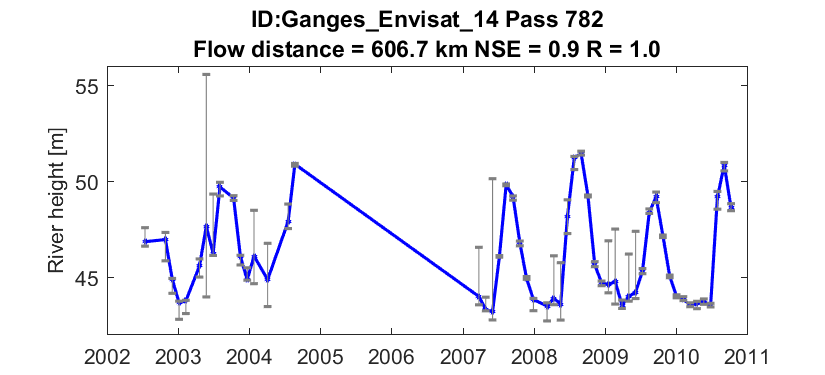 ID:Ganges_Envisat_14 Pass 782
Flow distance = 606.7 km NSE = 0.9 R = 1.0
55
50
45
River height [m]
2002 2003 2004 2005 2006 2007 2008 2009 2010 2011